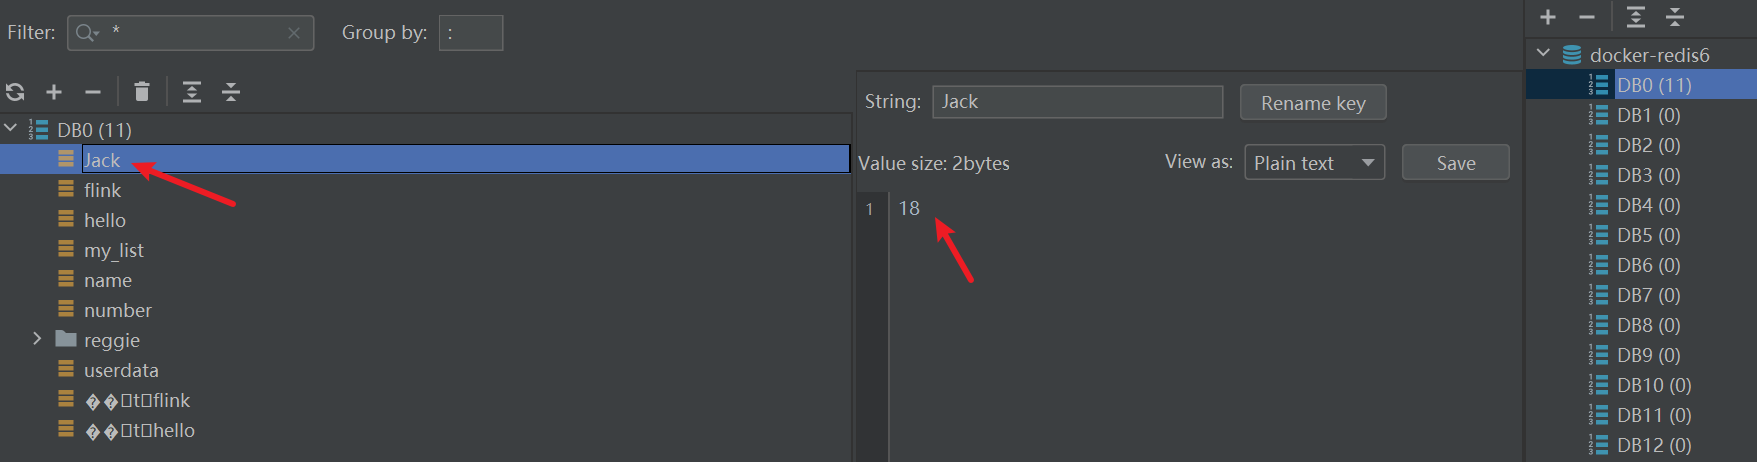 Filter: * Group by: :
DB0 (11)
Jack
flink
hello
my_list
name
number
reggie
userdata
��□t□flink
��□t□hello
String: Jack Rename key
Value size: 2bytes View as: Plain text Save
1 18
docker-redis6
DB0 (11)
DB1 (0)
DB2 (0)
DB3 (0)
DB4 (0)
DB5 (0)
DB6 (0)
DB7 (0)
DB8 (0)
DB9 (0)
DB10 (0)
DB11 (0)
DB12 (0)